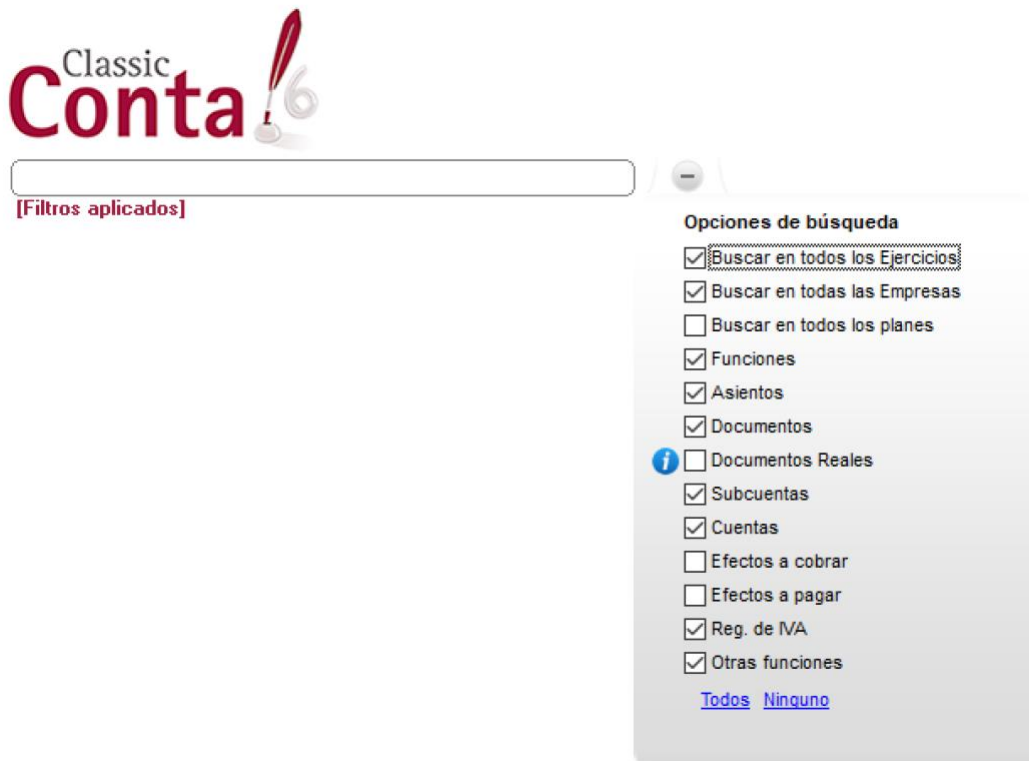 Classic
Conta 6
[Filtros aplicados]
Opciones de búsqueda
Buscar en todos los Ejercicios
Buscar en todas las Empresas
Buscar en todos los planes
Funciones
Asientos
Documentos
Documentos Reales
Subcuentas
Cuentas
Efectos a cobrar
Efectos a pagar
Reg. de IVA
Otras funciones
Todos Ninguno